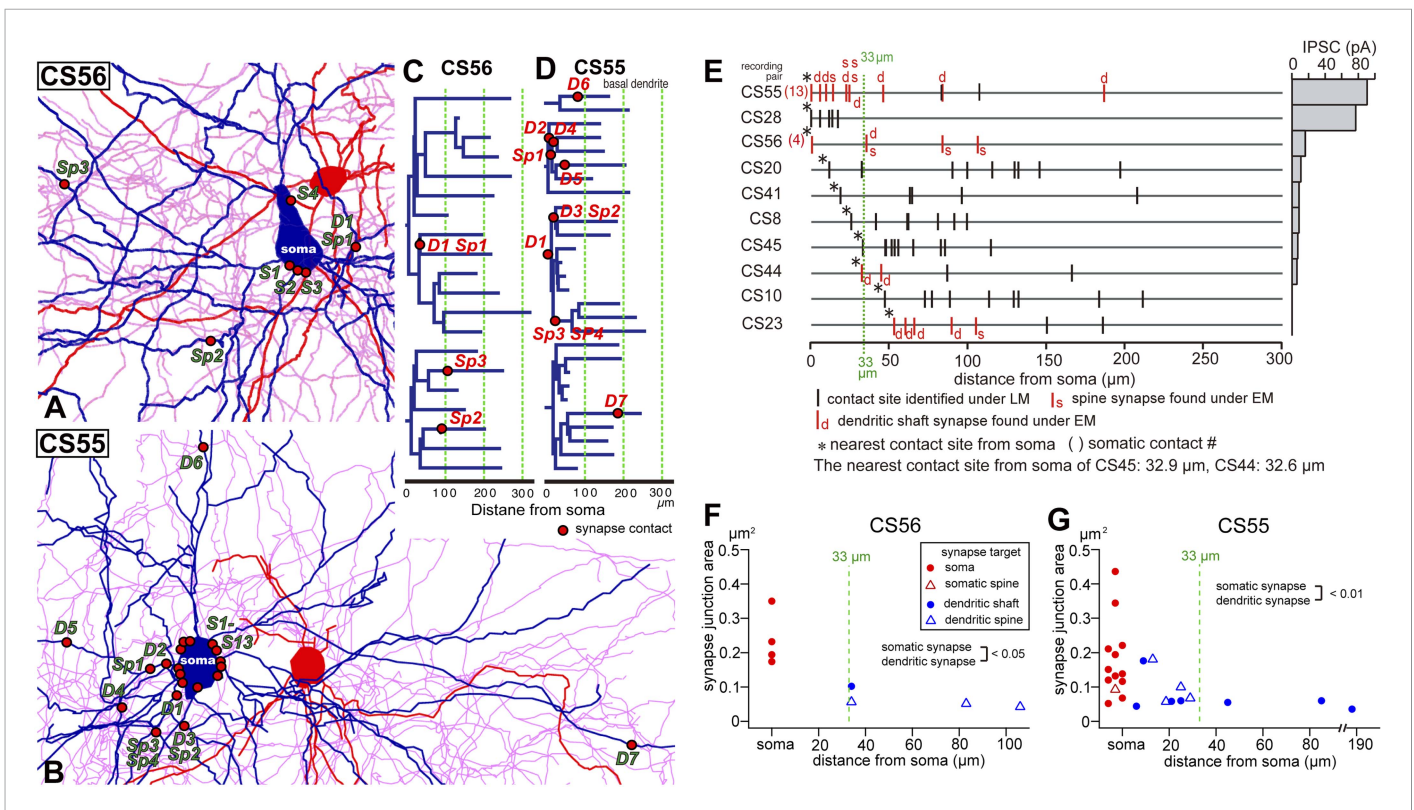 CS56
Sp3
S4
D1
Sp1
soma
S1
S2 S3
Sp2
A
CS55
D6
S1-
S13
D5
D2
soma
Sp1
D4
D1
Sp3
Sp4
D3
Sp2
D7
B
C
CS56
D1 Sp1
Sp3
Sp2
100
200
300
D
CS55
D6
basal dendrite
D2 D4
Sp1
D5
D3 Sp2
D1
Sp3 SP4
D7
0
100
200
300
µm
Distane from soma
synapse contact
E
recording
pair
33 µm
IPSC (pA)
0 40 80 100
s s
* d d d s d s d d d
CS55 (13)
d
*
CS28
*
CS56 (4)
d
s s s
*
CS20
*
CS41
*
CS8
*
CS45
*
CS44
d d
*
CS10
*
CS23
d d d d s
0 50 100 150 200 250 300
33
µm
distance from soma (µm)
contact site identified under LM
s spine synapse found under EM
d dendritic shaft synapse found under EM
* nearest contact site from soma ( ) somatic contact #
The nearest contact site from soma of CS45: 32.9 µm, CS44: 32.6 µm
F
CS56
µm²
33 µm
synapse target
soma
somatic spine
dendritic shaft
dendritic spine
somatic synapse
dendritic synapse
< 0.05
synapse junction area
0.5
0.4
0.3
0.2
0.1
0
soma 20 40 60 80 100
distance from soma (µm)
G
CS55
µm²
33 µm
somatic synapse
dendritic synapse
< 0.01
synapse junction area
0.5
0.4
0.3
0.2
0.1
0
soma 20 40 60 80 190
distance from soma (µm)